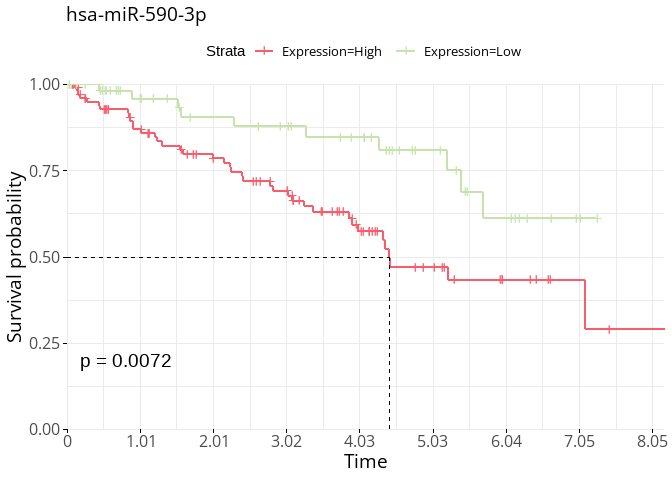 hsa-miR-590-3p
Strata Expression=High Expression=Low
Survival probability
1.00
0.75
0.50
0.25
0.00
p = 0.0072
0 1.01 2.01 3.02 4.03 5.03 6.04 7.05 8.05
Time